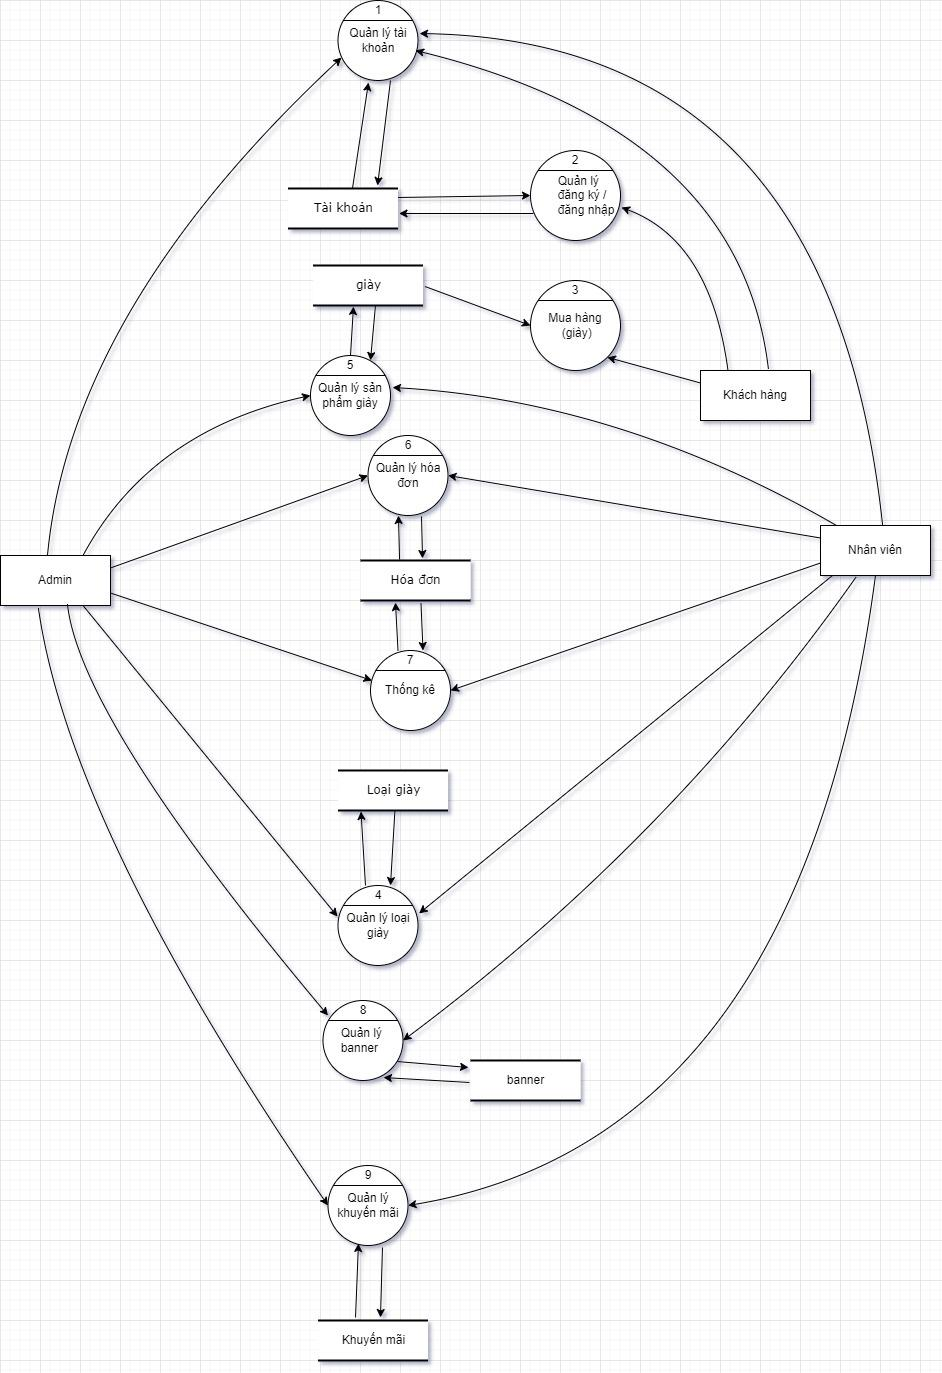 1
Quản lý tài
khoản
2
Quản lý
đăng ký /
đăng nhập
Tài khoản
giày
3
Mua hàng
(giày)
5
Quản lý sản
phẩm giày
Khách hàng
6
Quản lý hóa
đơn
Nhân viên
Admin
Hóa đơn
7
Thống kê
Loại giày
4
Quản lý loại
giày
8
Quản lý
banner
banner
9
Quản lý
khuyến mãi
Khuyến mãi